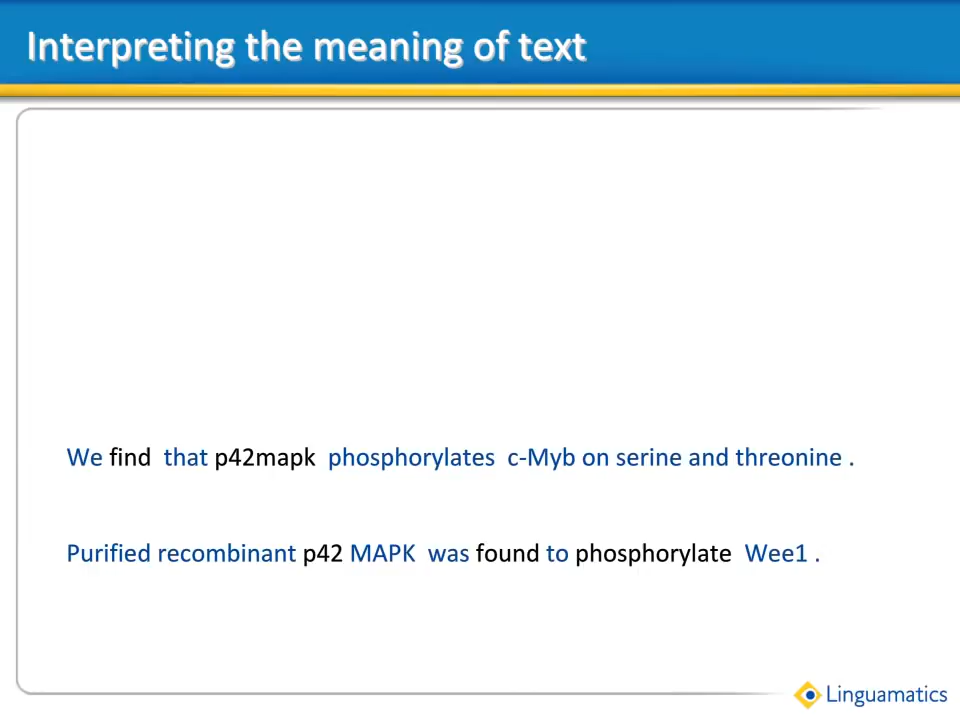 Interpreting the meaning of text
We find that p42mapk phosphorylates c-Myb on serine and threonine .
Purified recombinant p42 MAPK was found to phosphorylate Wee1 .
Linguamatics